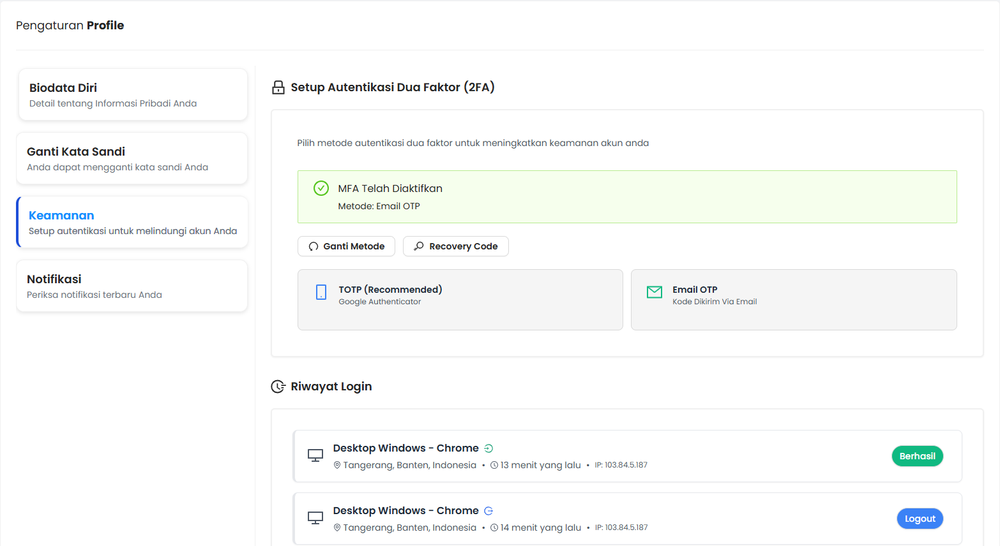 Pengaturan Profile
Biodata Diri
Detail tentang Informasi Pribadi Anda
Ganti Kata Sandi
Anda dapat mengganti kata sandi Anda
Keamanan
Setup autentikasi untuk melindungi akun Anda
Notifikasi
Periksa notifikasi terbaru Anda
Setup Autentikasi Dua Faktor (2FA)
Pilih metode autentikasi dua faktor untuk meningkatkan keamanan akun anda
MFA Telah Diaktifkan
Metode: Email OTP
Ganti Metode
Recovery Code
TOTP (Recommended)
Google Authenticator
Email OTP
Kode Dikirim Via Email
Riwayat Login
Desktop Windows - Chrome
Tangerang, Banten, Indonesia • 13 menit yang lalu • IP: 103.84.5.187
Berhasil
Desktop Windows - Chrome
Tangerang, Banten, Indonesia • 14 menit yang lalu • IP: 103.84.5.187
Logout